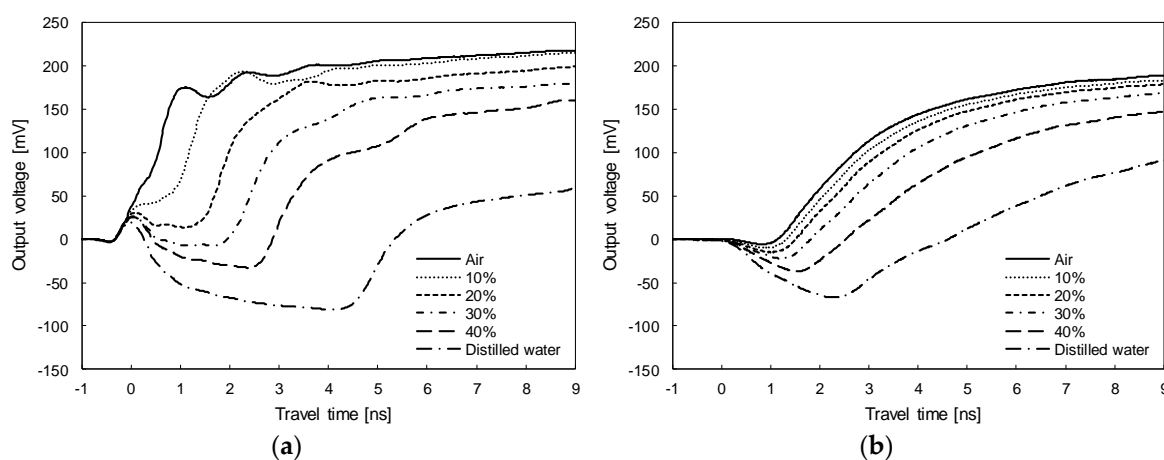 250
200
150
100
50
0
-50
-100
-150
Output voltage [mV]
Air
10%
20%
30%
40%
Distilled water
-1 0 1 2 3 4 5 6 7 8 9
Travel time [ns]
(a)
250
200
150
100
50
0
-50
-100
-150
Output voltage [mV]
Air
10%
20%
30%
40%
Distilled water
-1 0 1 2 3 4 5 6 7 8 9
Travel time [ns]
(b)